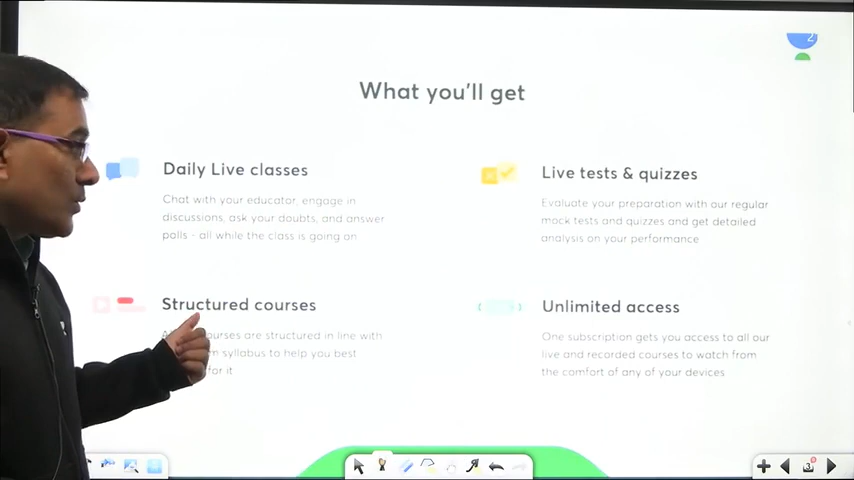 2
What you'll get
Daily Live classes
Chat with your educator, engage in
discussions, ask your doubts, and answer
polls - all while the class is going on
Live tests & quizzes
Evaluate your preparation with our regular
mock tests and quizzes and get detailed
analysis on your performance
Structured courses
courses are structured in line with
syllabus to help you best
for it
Unlimited access
One subscription gets you access to all our
live and recorded courses to watch from
the comfort of any of your devices
3